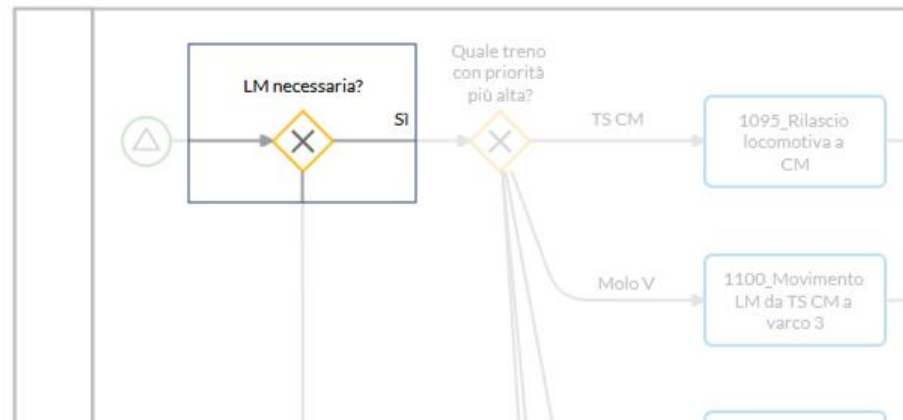 LM necessaria?
Sì
Quale treno
con priorità
più alta?
TS CM
1095_Rilascio
locomotiva a
CM
Molo V
1100_Movimento
LM da TS CM a
varco 3